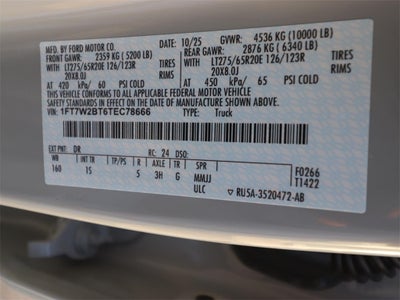 MFD. BY FORD MOTOR CO.
10/25 GVWR: 4536 KG (10000 LB)
FRONT GAWR: 2359 KG (5200 LB) REAR GAWR: 2876 KG (6340 LB)
LT275/65R20E 126/123R TIRES LT275/65R20E 126/123R TIRES
20X8.0J RIMS 20X8.0J RIMS
AT 420 kPa/ 60 PSI COLD AT 450 kPa/ 65 PSI COLD
THIS VEHICLE CONFORMS TO ALL APPLICABLE FEDERAL MOTOR VEHICLE
SAFETY STANDARDS IN EFFECT ON THE DATE OF MANUFACTURE SHOWN ABOVE.
VIN: 1FT7W2BT6TEC78666 TYPE: Truck
EXT PNT: DR RC: 24 DSO: F0266
WB INT TR TP/PS R AXLE TR SPR T1422
160 IS 5 3H G MMJJ
ULC RU5A-3520472-AB